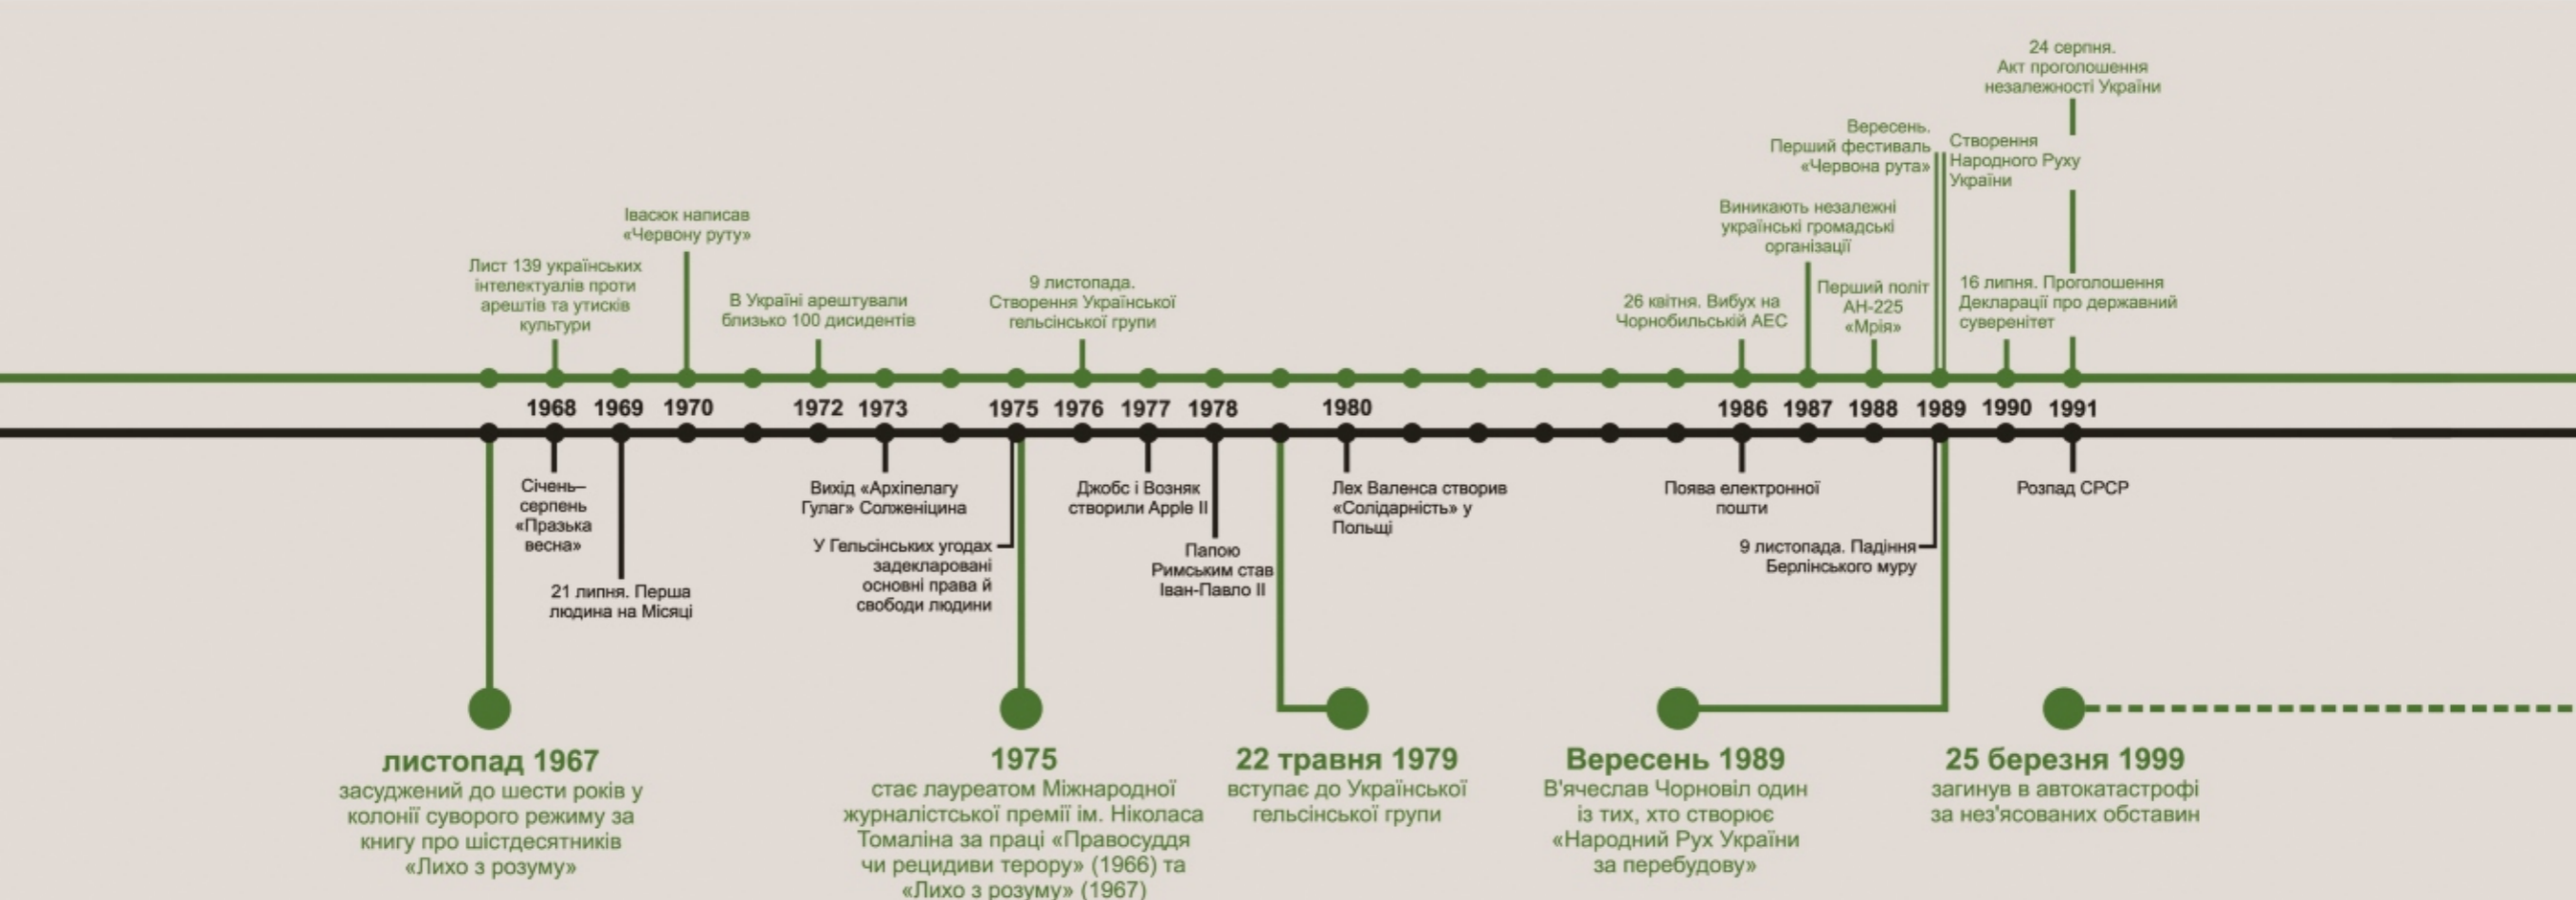 24 серпня.
Акт проголошення
незалежності України
Вересень.
Перший фестиваль
«Червона рута»
Створення
Народного Руху
України
Івасюк написав
«Червону руту»
Виникають незалежні
українські громадські
організації
Лист 139 українських
інтелектуалів проти
арештів та утисків
культури
В Україні арештували
близько 100 дисидентів
9 листопада.
Створення Української
гельсінської групи
26 квітня. Вибух на
Чорнобильській АЕС
Перший політ
АН-225
«Мрія»
16 липня. Проголошення
Декларації про державний
суверенітет
1968 1969 1970 1972 1973 1975 1976 1977 1978 1980 1986 1987 1988 1989 1990 1991
Січень–
серпень
«Празька
весна»
21 липня. Перша
людина на Місяці
Вихід «Архіпелагу
Гулаг» Солженіцина
У Гельсінських угодах
задекларовані
основні права й
свободи людини
Джобс і Возняк
створили Apple II
Папою
Римським став
Іван-Павло II
Лех Валенса створив
«Солідарність» у
Польщі
Поява електронної
пошти
9 листопада. Падіння
Берлінського муру
Розпад СРСР
листопад 1967
засуджений до шести років у
колонії суворого режиму за
книгу про шістдесятників
«Лихо з розуму»
1975
стає лауреатом Міжнародної
журналістської премії ім. Ніколаса
Томаліна за праці «Правосуддя
чи рецидиви терору» (1966) та
«Лихо з розуму» (1967)
22 травня 1979
вступає до Української
гельсінської групи
Вересень 1989
В'ячеслав Чорновіл один
із тих, хто створює
«Народний Рух України
за перебудову»
25 березня 1999
загинув в автокатастрофі
за нез'ясованих обставин